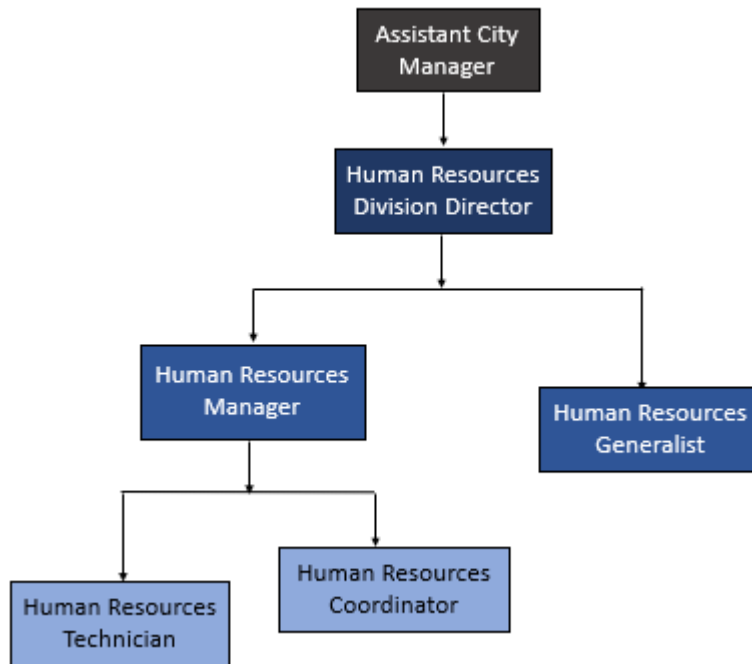 Assistant City
Manager
Human Resources
Division Director
Human Resources
Manager
Human Resources
Generalist
Human Resources
Technician
Human Resources
Coordinator